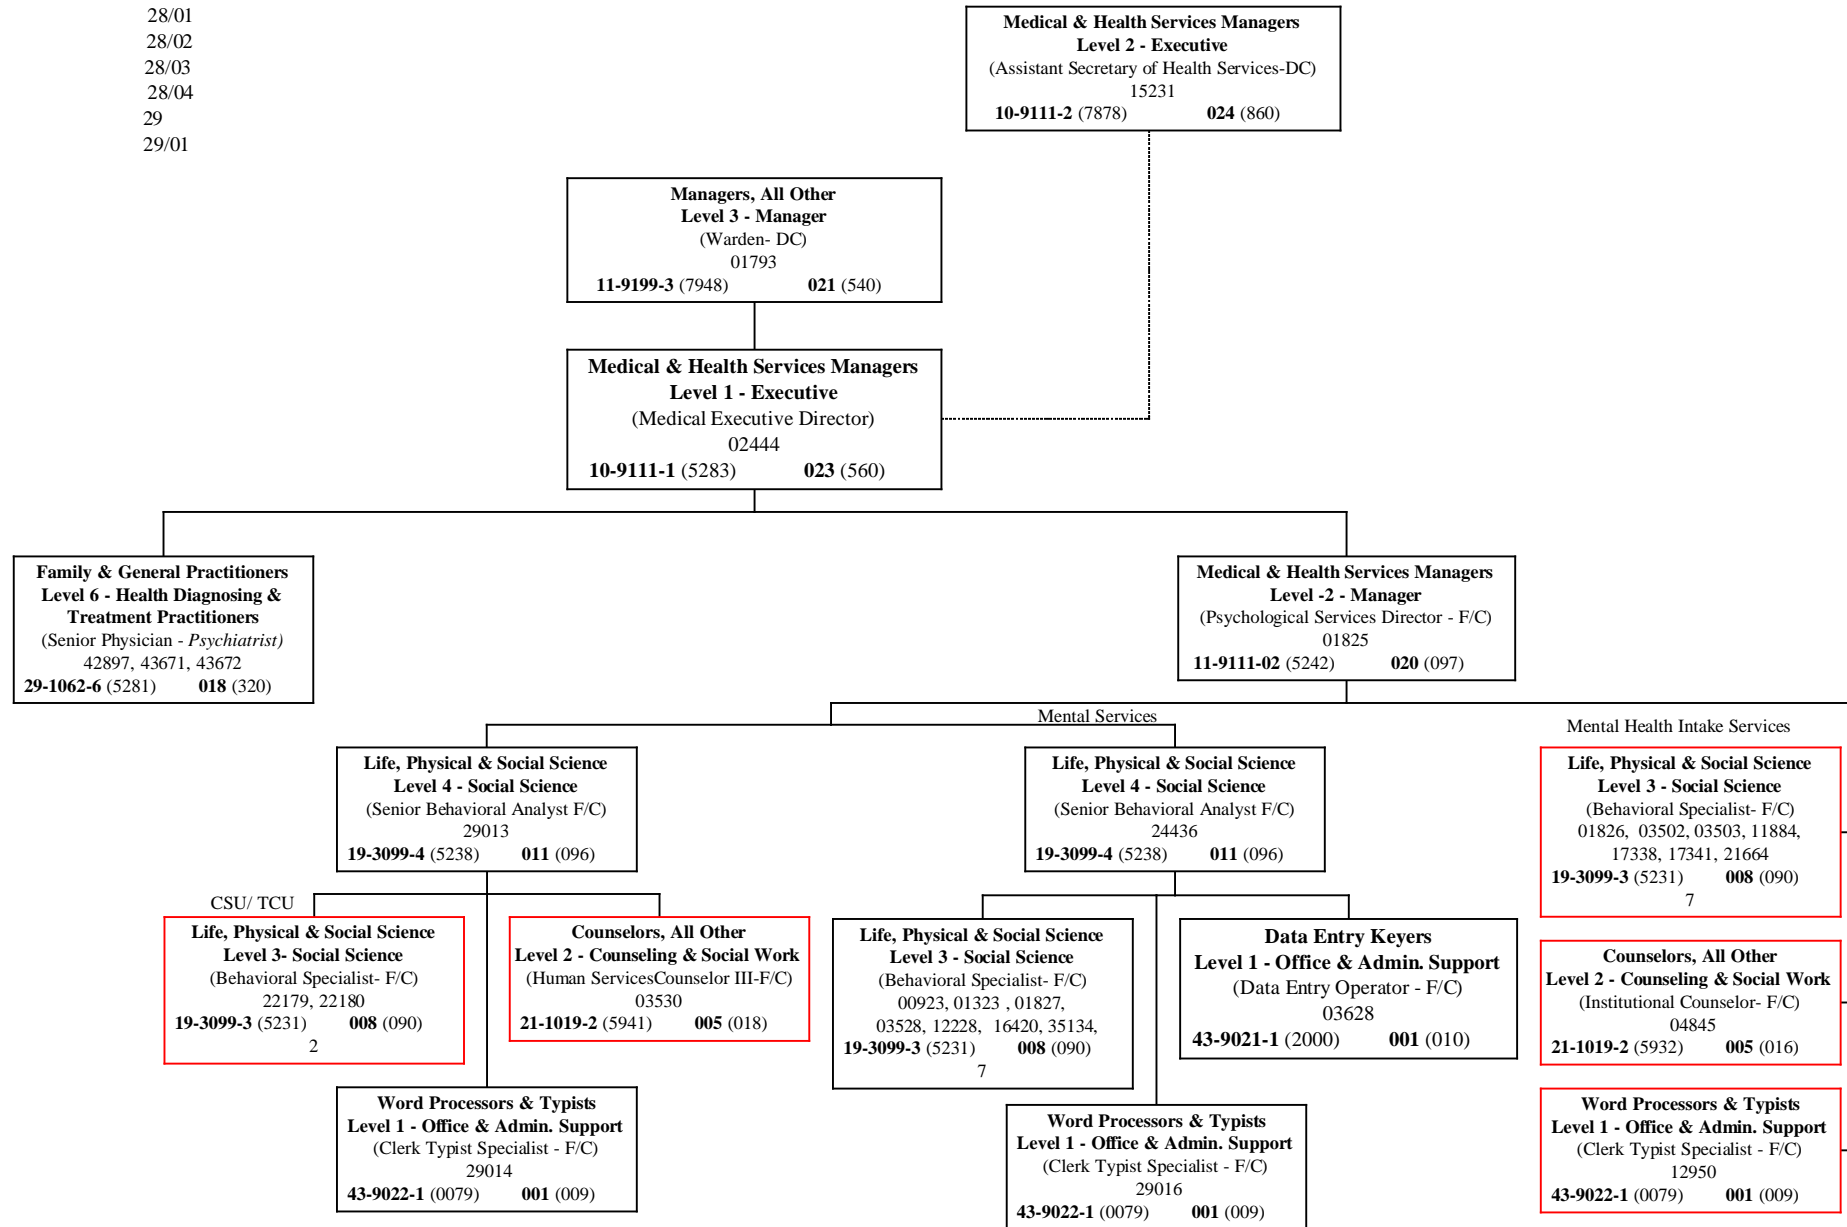 28/01
28/02
28/03
28/04
29
29/01
Medical & Health Services Managers
Level 2 - Executive
(Assistant Secretary of Health Services-DC)
15231
10-9111-2 (7878) 024 (860)
Managers, All Other
Level 3 - Manager
(Warden- DC)
01793
11-9199-3 (7948) 021 (540)
Medical & Health Services Managers
Level 1 - Executive
(Medical Executive Director)
02444
10-9111-1 (5283) 023 (560)
Family & General Practitioners
Level 6 - Health Diagnosing &
Treatment Practitioners
(Senior Physician - Psychiatrist)
42897, 43671, 43672
29-1062-6 (5281) 018 (320)
Medical & Health Services Managers
Level -2 - Manager
(Psychological Services Director - F/C)
01825
11-9111-02 (5242) 020 (097)
Mental Services
Mental Health Intake Services
Life, Physical & Social Science
Level 4 - Social Science
(Senior Behavioral Analyst F/C)
29013
19-3099-4 (5238) 011 (096)
Life, Physical & Social Science
Level 4 - Social Science
(Senior Behavioral Analyst F/C)
24436
19-3099-4 (5238) 011 (096)
Life, Physical & Social Science
Level 3 - Social Science
(Behavioral Specialist- F/C)
01826, 03502, 03503, 11884,
17338, 17341, 21664
19-3099-3 (5231) 008 (090)
7
CSU/ TCU
Life, Physical & Social Science
Level 3- Social Science
(Behavioral Specialist- F/C)
22179, 22180
19-3099-3 (5231) 008 (090)
2
Counselors, All Other
Level 2 - Counseling & Social Work
(Human ServicesCounselor III-F/C)
03530
21-1019-2 (5941) 005 (018)
Life, Physical & Social Science
Level 3 - Social Science
(Behavioral Specialist- F/C)
00923, 01323 , 01827,
03528, 12228, 16420, 35134,
19-3099-3 (5231) 008 (090)
7
Data Entry Keyers
Level 1 - Office & Admin. Support
(Data Entry Operator - F/C)
03628
43-9021-1 (2000) 001 (010)
Counselors, All Other
Level 2 - Counseling & Social Work
(Institutional Counselor- F/C)
04845
21-1019-2 (5932) 005 (016)
Word Processors & Typists
Level 1 - Office & Admin. Support
(Clerk Typist Specialist - F/C)
29014
43-9022-1 (0079) 001 (009)
Word Processors & Typists
Level 1 - Office & Admin. Support
(Clerk Typist Specialist - F/C)
29016
43-9022-1 (0079) 001 (009)
Word Processors & Typists
Level 1 - Office & Admin. Support
(Clerk Typist Specialist - F/C)
12950
43-9022-1 (0079) 001 (009)